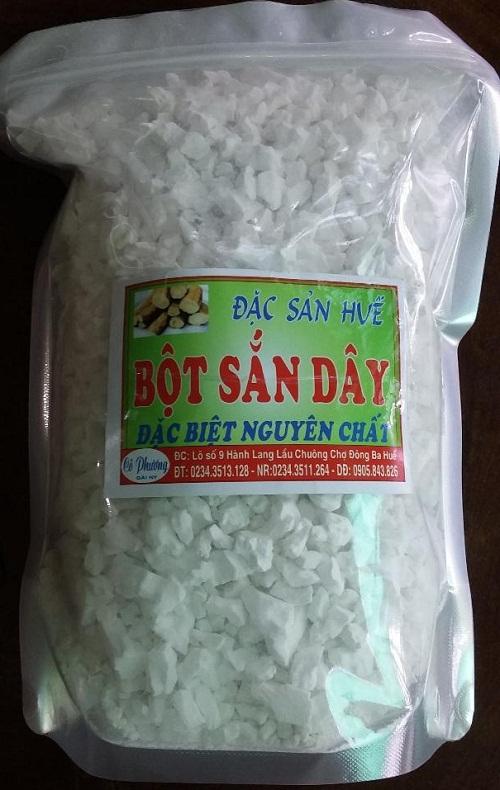 ĐẶC SẢN HUẾ
BỘT SẮN DÂY
ĐẶC BIỆT NGUYÊN CHẤT
Cô Phương
ĐC: Lô số 9 Hành Lang Lầu Chuông Chợ Đông Ba Huế
ĐT: 0234.3513.128 - NR:0234.3511.264 - DĐ: 0905.843.826